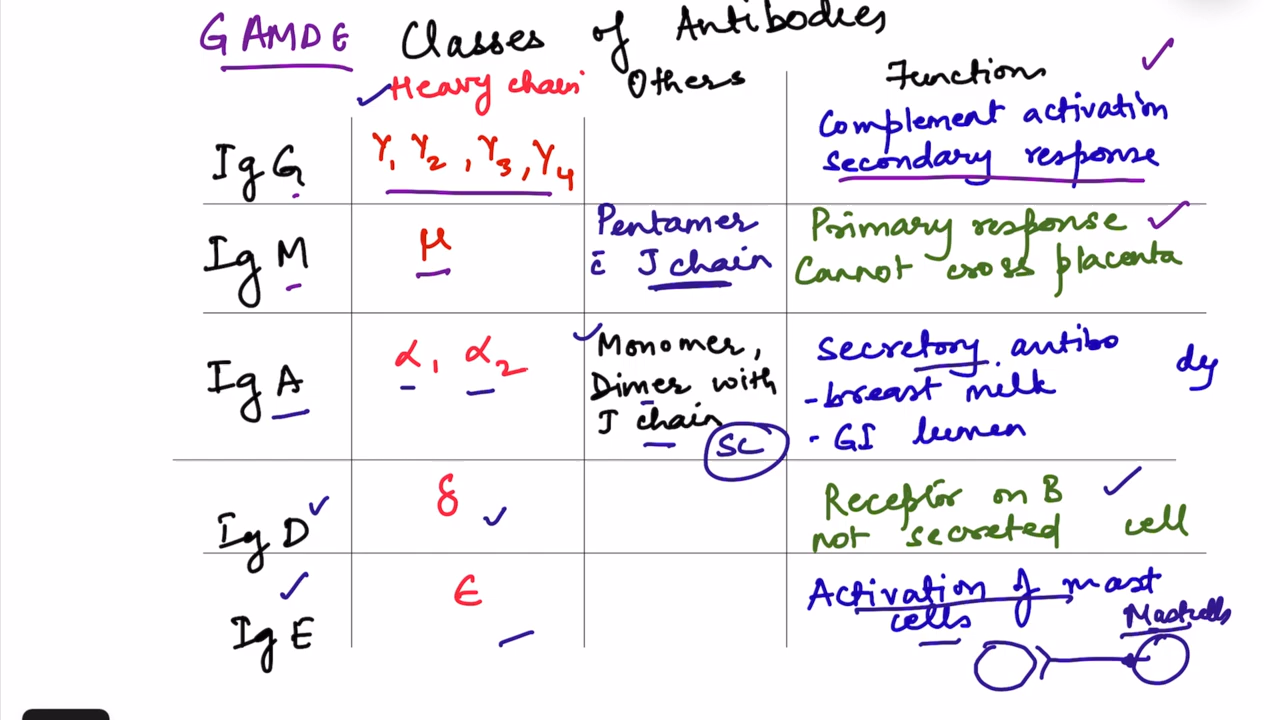 GAMDE Classes of Antibodies
Heavy chain Others Function
IgG γ1 γ2, γ3, γ4 Complement activation
secondary response
IgM μ Pentamer c̄ J chain Primary response
Cannot cross placenta
IgA α1 α2 Monomer,
Dimer with
J chain
SC
Secretory antibody
- breast milk
- GI lumen
IgD δ Receptor on B cell
not secreted
IgE ε Activation of mast
cells
Mast cells